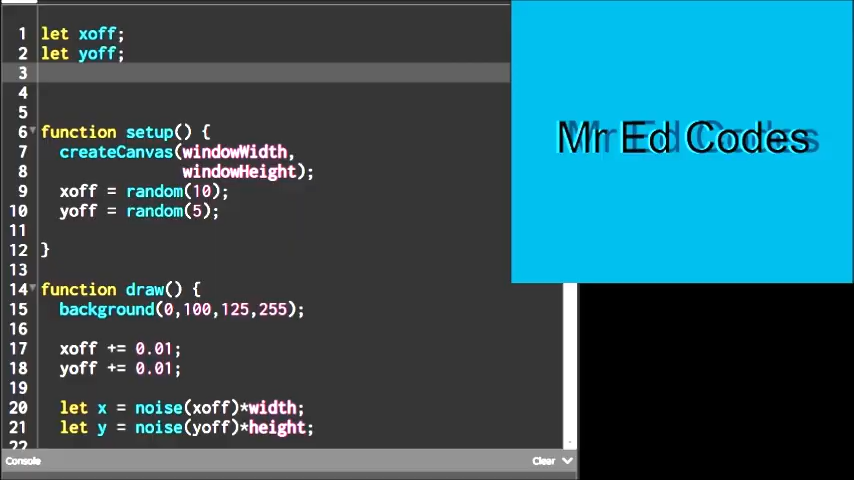 1 let xoff;
2 let yoff;
3
4
5
6 function setup() {
7 createCanvas(windowWidth,
8 windowHeight);
9 xoff = random(10);
10 yoff = random(5);
11
12 }
13
14 function draw() {
15 background(0,100,125,255);
16
17 xoff += 0.01;
18 yoff += 0.01;
19
20 let x = noise(xoff)*width;
21 let y = noise(yoff)*height;
22
Console
Clear
Mr Ed Codes